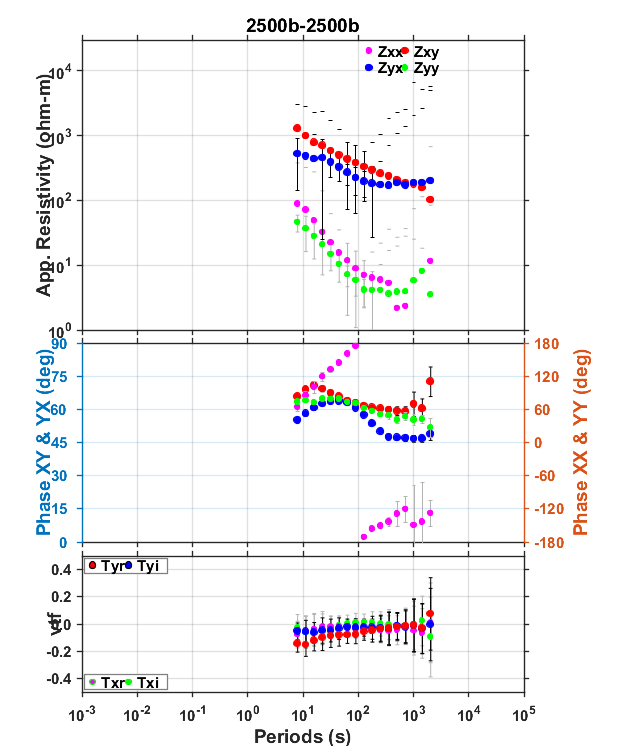 2500b-2500b
Zxx Zxy
Zyx Zyy
10^4
10^3
10^2
10^1
10^0
App. Resistivity (ohm-m)
90 180
75 120
60 60
45 0
30 -60
15 -120
0 -180
Phase XY & YX (deg)
Phase XX & YY (deg)
Tyr Tyi
0.4
0.2
0.0
-0.2
-0.4
vtf
Txr Txi
10^-3 10^-2 10^-1 10^0 10^1 10^2 10^3 10^4 10^5
Periods (s)